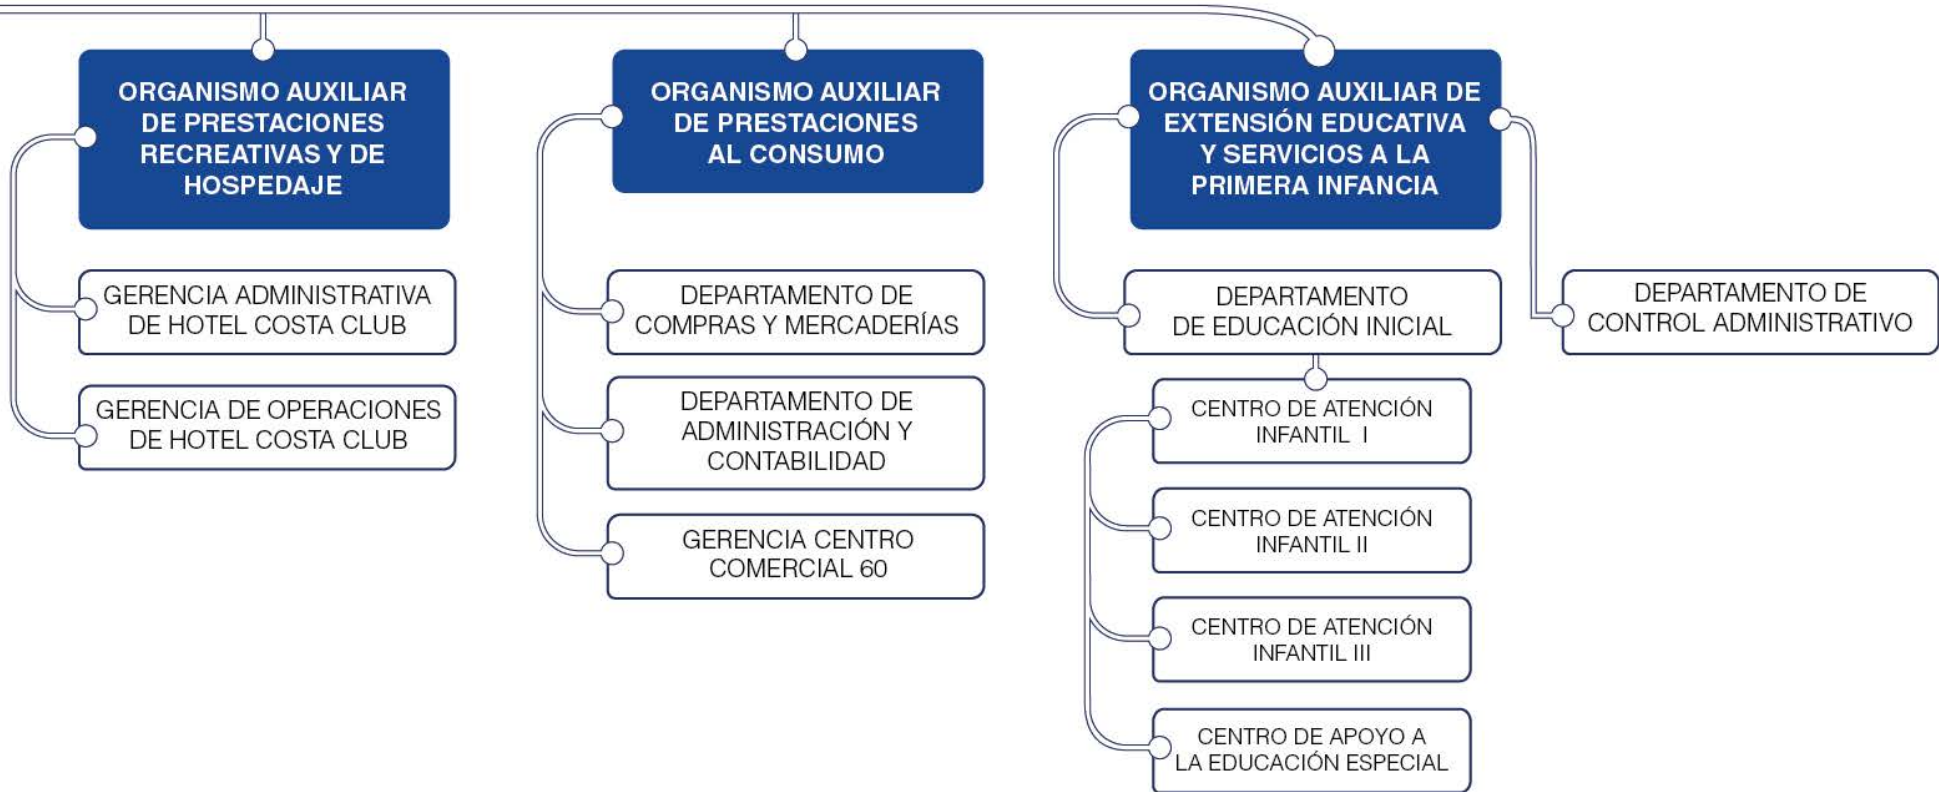 ORGANISMO AUXILIAR
DE PRESTACIONES
RECREATIVAS Y DE
HOSPEDAJE
GERENCIA ADMINISTRATIVA
DE HOTEL COSTA CLUB
GERENCIA DE OPERACIONES
DE HOTEL COSTA CLUB
ORGANISMO AUXILIAR
DE PRESTACIONES
AL CONSUMO
DEPARTAMENTO DE
COMPRAS Y MERCADERÍAS
DEPARTAMENTO DE
ADMINISTRACIÓN Y
CONTABILIDAD
GERENCIA CENTRO
COMERCIAL 60
ORGANISMO AUXILIAR DE
EXTENSIÓN EDUCATIVA
Y SERVICIOS A LA
PRIMERA INFANCIA
DEPARTAMENTO
DE EDUCACIÓN INICIAL
CENTRO DE ATENCIÓN
INFANTIL I
CENTRO DE ATENCIÓN
INFANTIL II
CENTRO DE ATENCIÓN
INFANTIL III
CENTRO DE APOYO A
LA EDUCACIÓN ESPECIAL
DEPARTAMENTO DE
CONTROL ADMINISTRATIVO